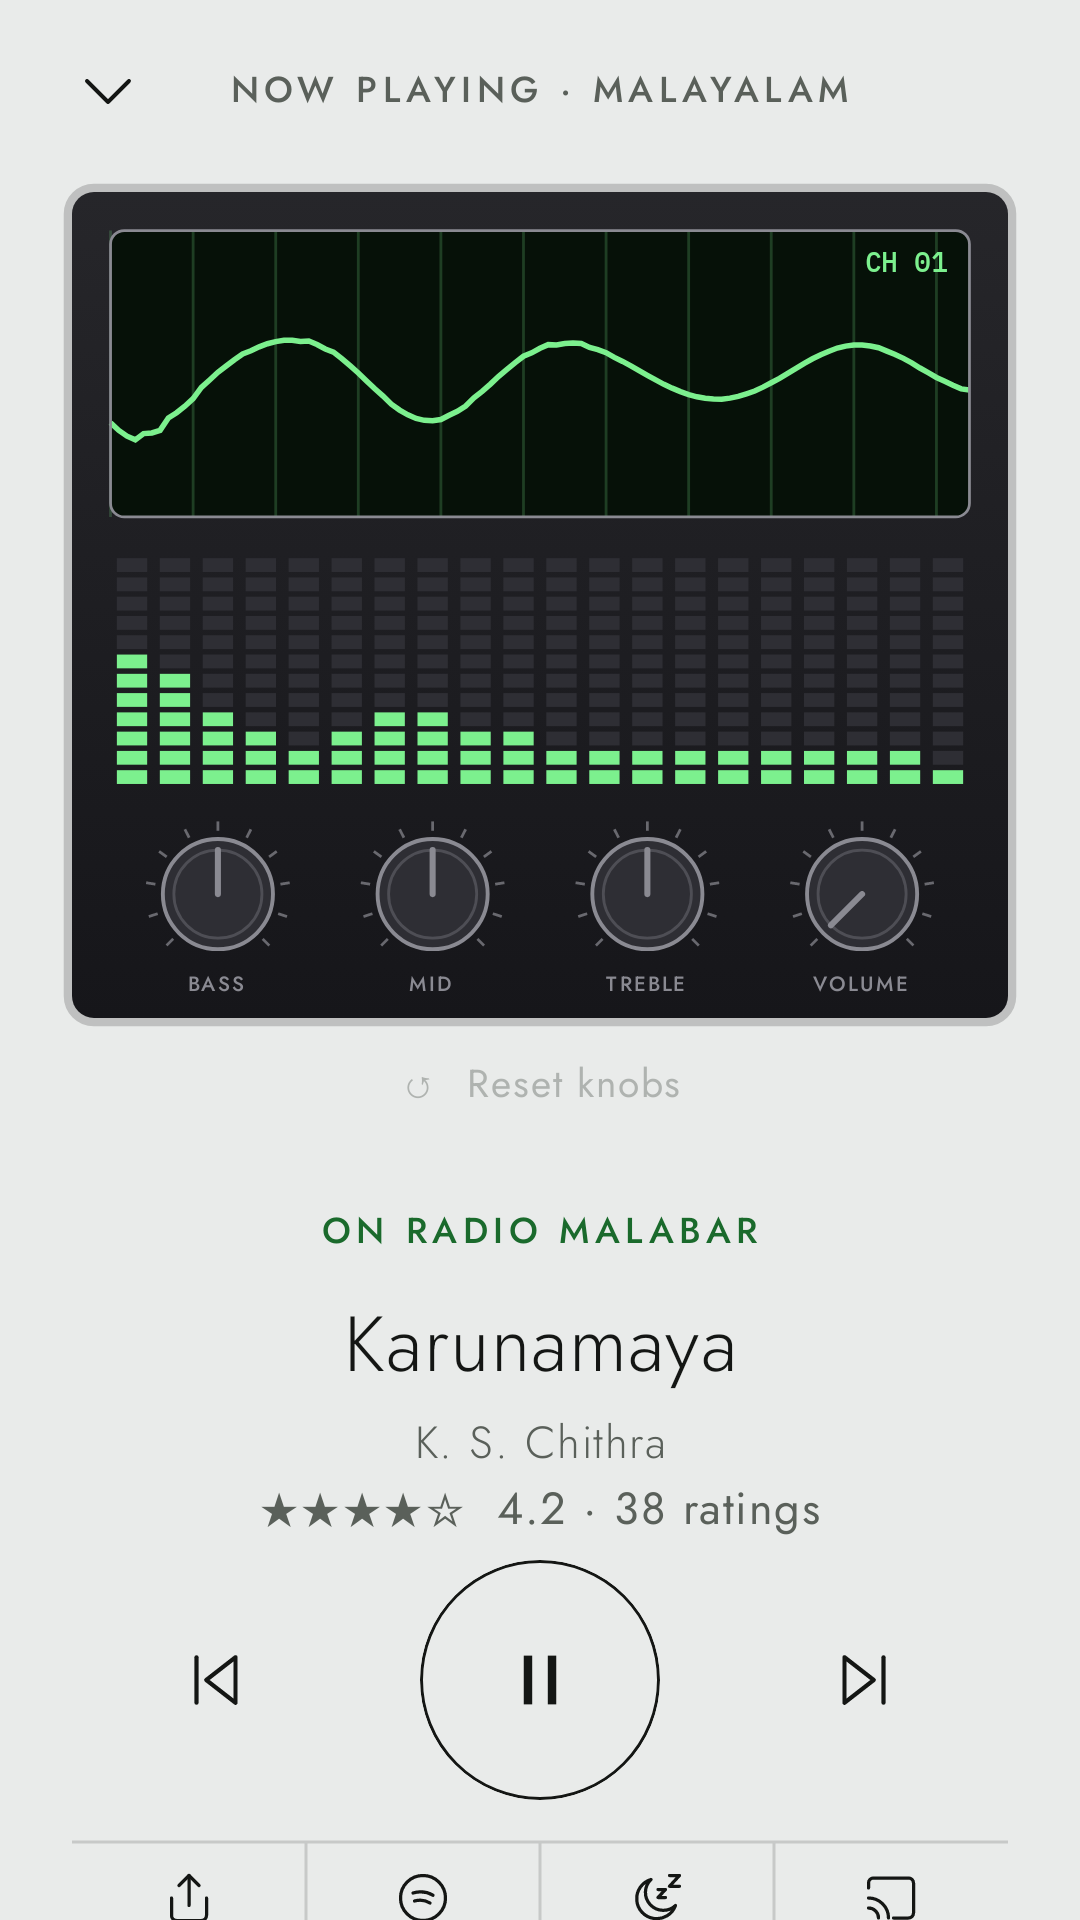 NOW PLAYING · MALAYALAM
CH 01
BASS MID TREBLE VOLUME
Reset knobs
ON RADIO MALABAR
Karunamaya
K. S. Chithra
★★★★☆ 4.2 · 38 ratings